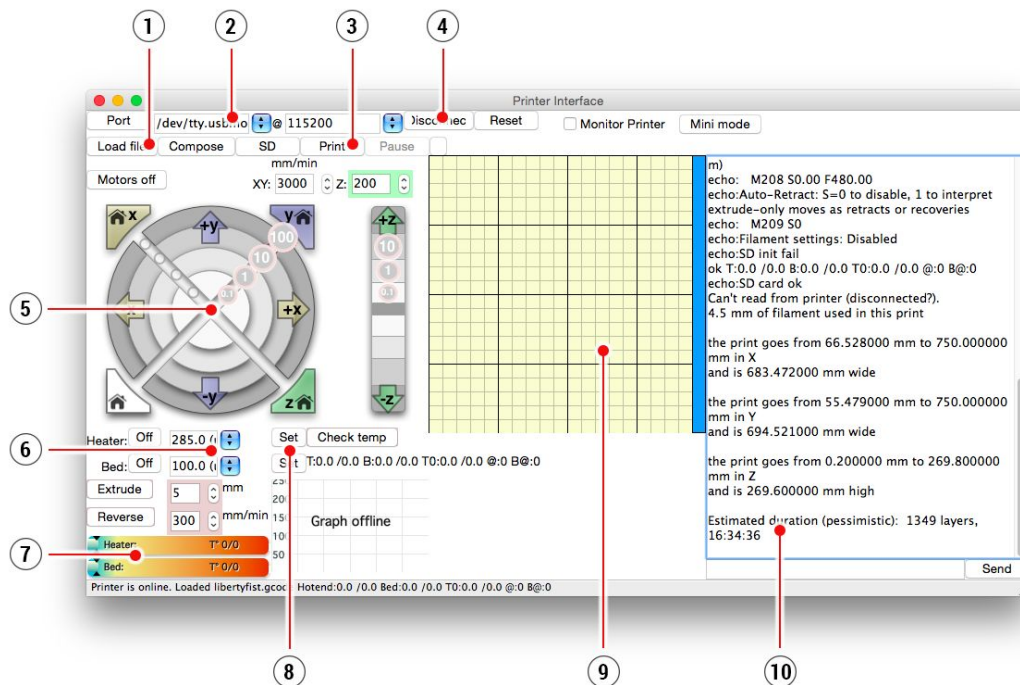 1 2 3 4
Printer Interface
Port /dev/tty.usbmo @ 115200 Disconnec Reset Monitor Printer Mini mode
Load file Compose SD Print Pause
mm/min
Motors off XY: 3000 Z: 200
x +y y 100 10 1 0.1
+x
-y z
+z
10
1
0.1
-z
5
6
7
Heater: Off 285.0 ( Set Check temp
Bed: Off 100.0 ( Set T:0.0 /0.0 B:0.0 /0.0 T0:0.0 /0.0 @:0 B@:0
Extrude 5 mm
Reverse 300 mm/min
Graph offline
150
50
Heater: T° 0/0
Bed: T° 0/0
m)
echo: M208 S0.00 F480.00
echo:Auto-Retract: S=0 to disable, 1 to interpret
extrude-only moves as retracts or recoveries
echo: M209 S0
echo:Filament settings: Disabled
echo:SD init fail
ok T:0.0 /0.0 B:0.0 /0.0 T0:0.0 /0.0 @:0 B@:0
echo:SD card ok
Can't read from printer (disconnected?).
4.5 mm of filament used in this print
the print goes from 66.528000 mm to 750.000000
mm in X
and is 683.472000 mm wide
the print goes from 55.479000 mm to 750.000000
mm in Y
and is 694.521000 mm wide
the print goes from 0.200000 mm to 269.800000
mm in Z
and is 269.600000 mm high
Estimated duration (pessimistic): 1349 layers,
16:34:36
Send
Printer is online. Loaded libertyfist.gcod Hotend:0.0 /0.0 Bed:0.0 /0.0 T0:0.0 /0.0 @:0 B@:0
8 9 10